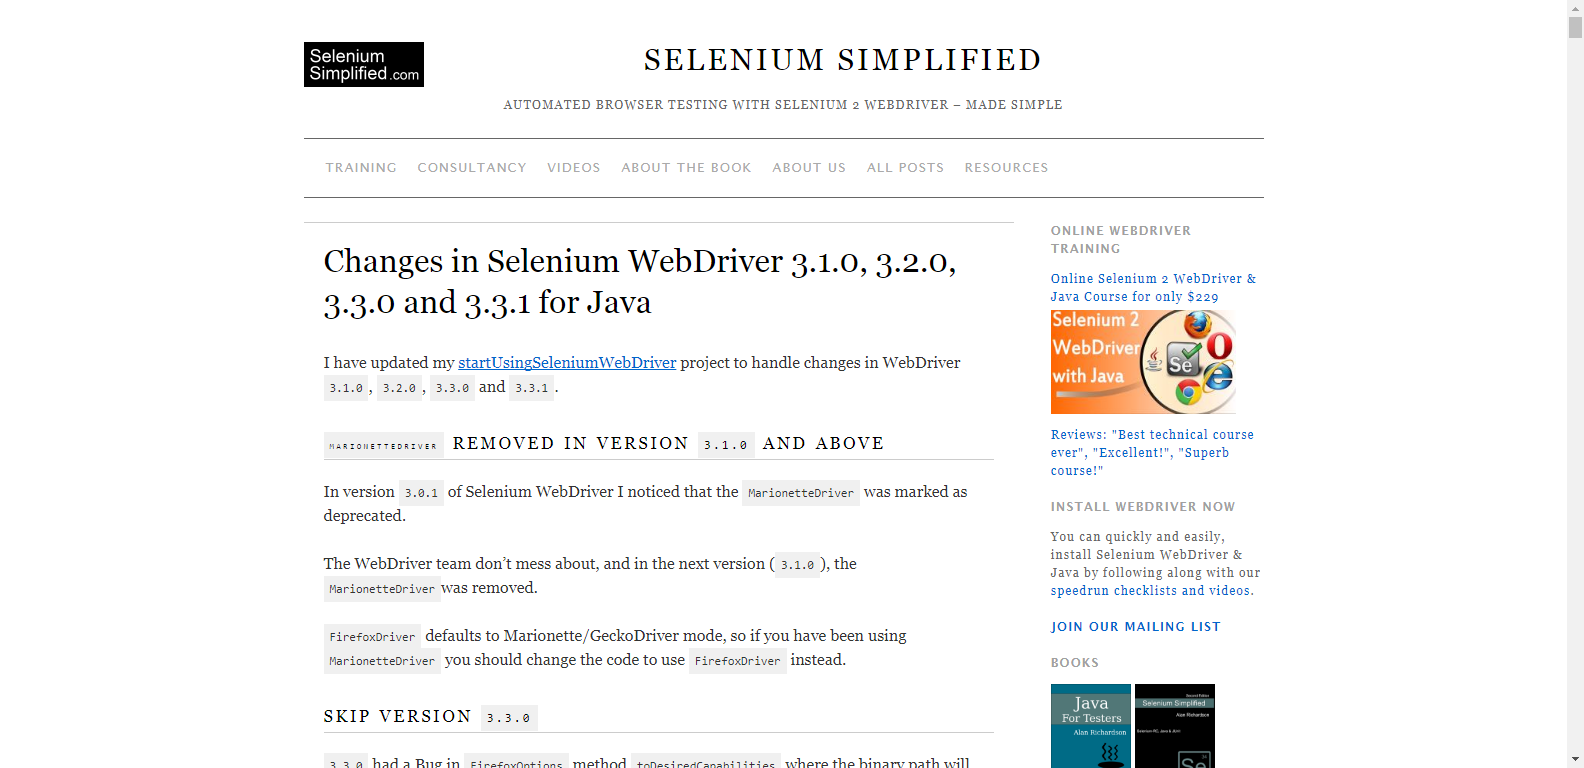 Selenium
Simplified.com
SELENIUM SIMPLIFIED
AUTOMATED BROWSER TESTING WITH SELENIUM 2 WEBDRIVER – MADE SIMPLE
TRAINING CONSULTANCY VIDEOS ABOUT THE BOOK ABOUT US ALL POSTS RESOURCES
Changes in Selenium WebDriver 3.1.0, 3.2.0,
3.3.0 and 3.3.1 for Java
I have updated my startUsingSeleniumWebDriver project to handle changes in WebDriver
3.1.0, 3.2.0, 3.3.0 and 3.3.1.
MARIONETTEDRIVER REMOVED IN VERSION 3.1.0 AND ABOVE
In version 3.0.1 of Selenium WebDriver I noticed that the MarionetteDriver was marked as
deprecated.
The WebDriver team don’t mess about, and in the next version (3.1.0), the
MarionetteDriver was removed.
FirefoxDriver defaults to Marionette/GeckoDriver mode, so if you have been using
MarionetteDriver you should change the code to use FirefoxDriver instead.
SKIP VERSION 3.3.0
3.3.0 had a Bug in FirefoxOptions method toDesiredCapabilities where the binary path will
ONLINE WEBDRIVER
TRAINING
Online Selenium 2 WebDriver &
Java Course for only $229
Selenium 2
WebDriver
with Java
Se
Reviews: "Best technical course
ever", "Excellent!", "Superb
course!"
INSTALL WEBDRIVER NOW
You can quickly and easily,
install Selenium WebDriver &
Java by following along with our
speedrun checklists and videos.
JOIN OUR MAILING LIST
BOOKS
Java
For Testers
Alan Richardson
Second Edition
Selenium Simplified
Alan Richardson
Selenium RC, Java & JUnit
Se